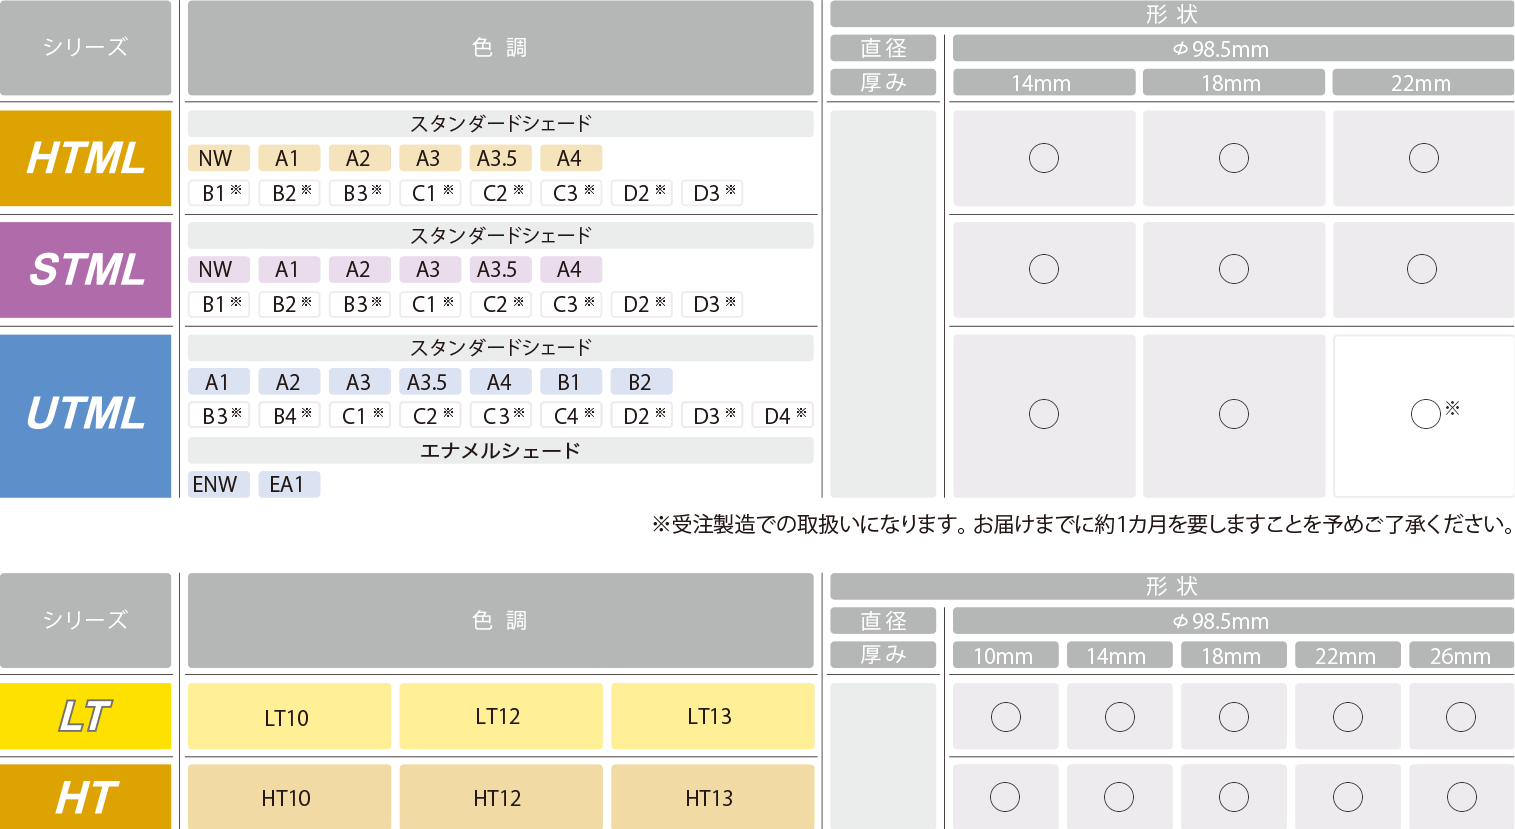 シリーズ 色調 形状
直径 Φ98.5mm
厚み 14mm 18mm 22mm
HTML スタンダードシェード
NW A1 A2 A3 A3.5 A4 ○ ○ ○
B1※ B2※ B3※ C1※ C2※ C3※ D2※ D3※
STML スタンダードシェード
NW A1 A2 A3 A3.5 A4 ○ ○ ○
B1※ B2※ B3※ C1※ C2※ C3※ D2※ D3※
UTML スタンダードシェード
A1 A2 A3 A3.5 A4 B1 B2
B3※ B4※ C1※ C2※ C3※ C4※ D2※ D3※ D4※ ○ ○ ○※
エナメルシェード
ENW EA1
※受注製造での取扱いになります。お届けまでに約1カ月を要しますことを予めご了承ください。
シリーズ 色調 形状
直径 Φ98.5mm
厚み 10mm 14mm 18mm 22mm 26mm
LT LT10 LT12 LT13 ○ ○ ○ ○ ○
HT HT10 HT12 HT13 ○ ○ ○ ○ ○